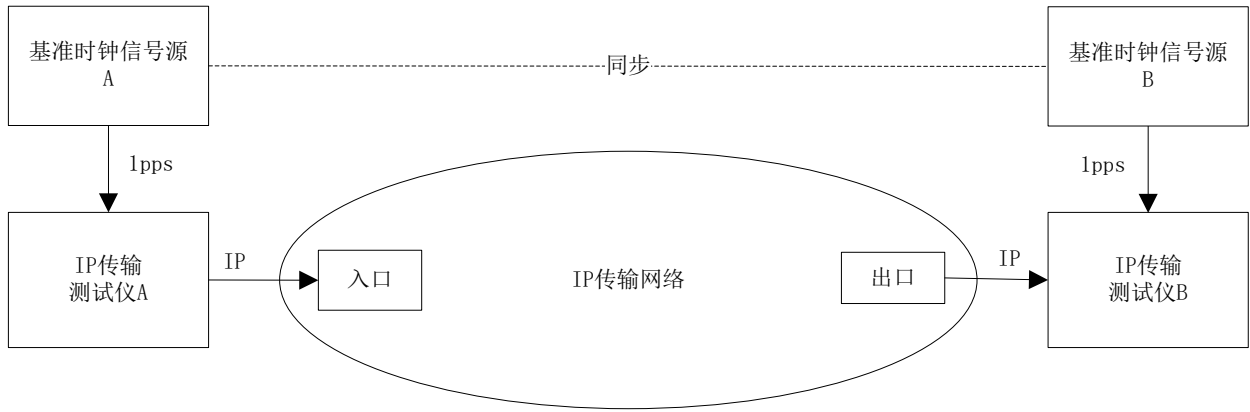 基准时钟信号源
A
同步
基准时钟信号源
B
1pps
1pps
IP传输
测试仪A
IP
入口
IP传输网络
出口
IP
IP传输
测试仪B